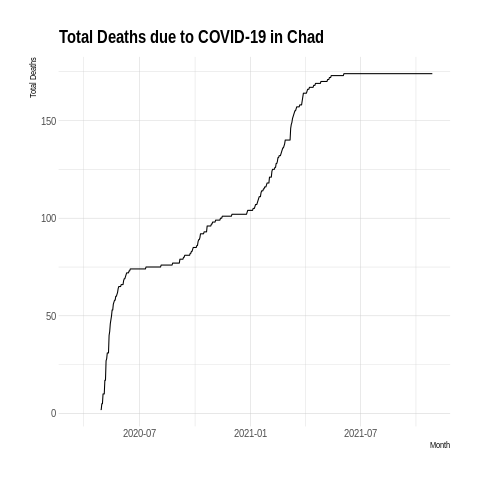 Total Deaths due to COVID-19 in Chad
Total Deaths
150
100
50
0
2020-07
2021-01
2021-07
Month